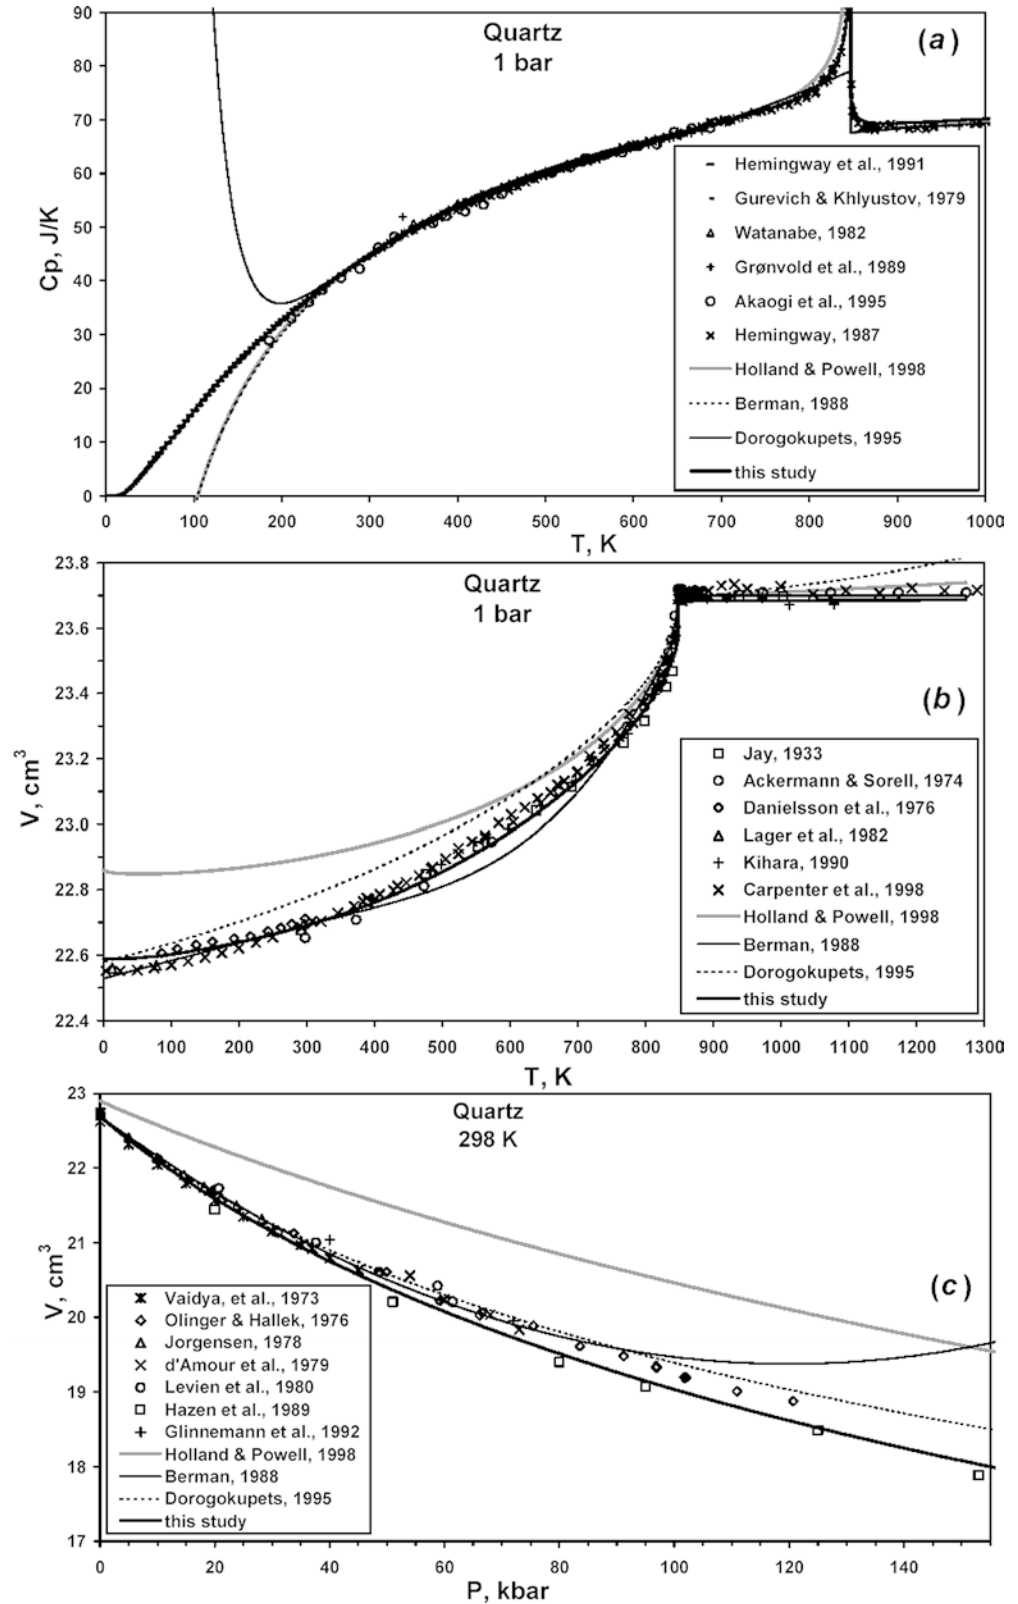 90
80
70
60
50
40
30
20
10
0
Cp, J/K
Quartz
1 bar
(a)
Hemingway et al., 1991
Gurevich & Khlyustov, 1979
Watanabe, 1982
Grønvold et al., 1989
Akaogi et al., 1995
Hemingway, 1987
Holland & Powell, 1998
Berman, 1988
Dorogokupets, 1995
this study
0 100 200 300 400 500 600 700 800 900 1000
T, K
23.8
23.6
23.4
23.2
23.0
22.8
22.6
22.4
V, cm³
Quartz
1 bar
(b)
Jay, 1933
Ackermann & Sorell, 1974
Danielsson et al., 1976
Lager et al., 1982
Kihara, 1990
Carpenter et al., 1998
Holland & Powell, 1998
Berman, 1988
Dorogokupets, 1995
this study
0 100 200 300 400 500 600 700 800 900 1000 1100 1200 1300
T, K
23
22
21
20
19
18
17
V, cm³
Quartz
298 K
(c)
Vaidya, et al., 1973
Olinger & Hallek, 1976
Jorgensen, 1978
d'Amour et al., 1979
Levien et al., 1980
Hazen et al., 1989
Glinnemann et al., 1992
Holland & Powell, 1998
Berman, 1988
Dorogokupets, 1995
this study
0 20 40 60 80 100 120 140
P, kbar